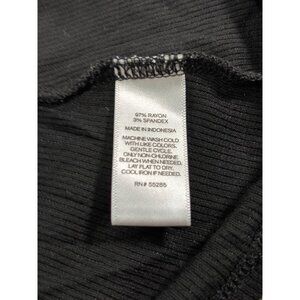 97% RAYON
3% SPANDEX
MADE IN INDONESIA
MACHINE WASH COLD
WITH LIKE COLORS.
GENTLE CYCLE.
ONLY NON-CHLORINE
BLEACH WHEN NEEDED.
LAY FLAT TO DRY.
COOL IRON IF NEEDED.
RN# 55285